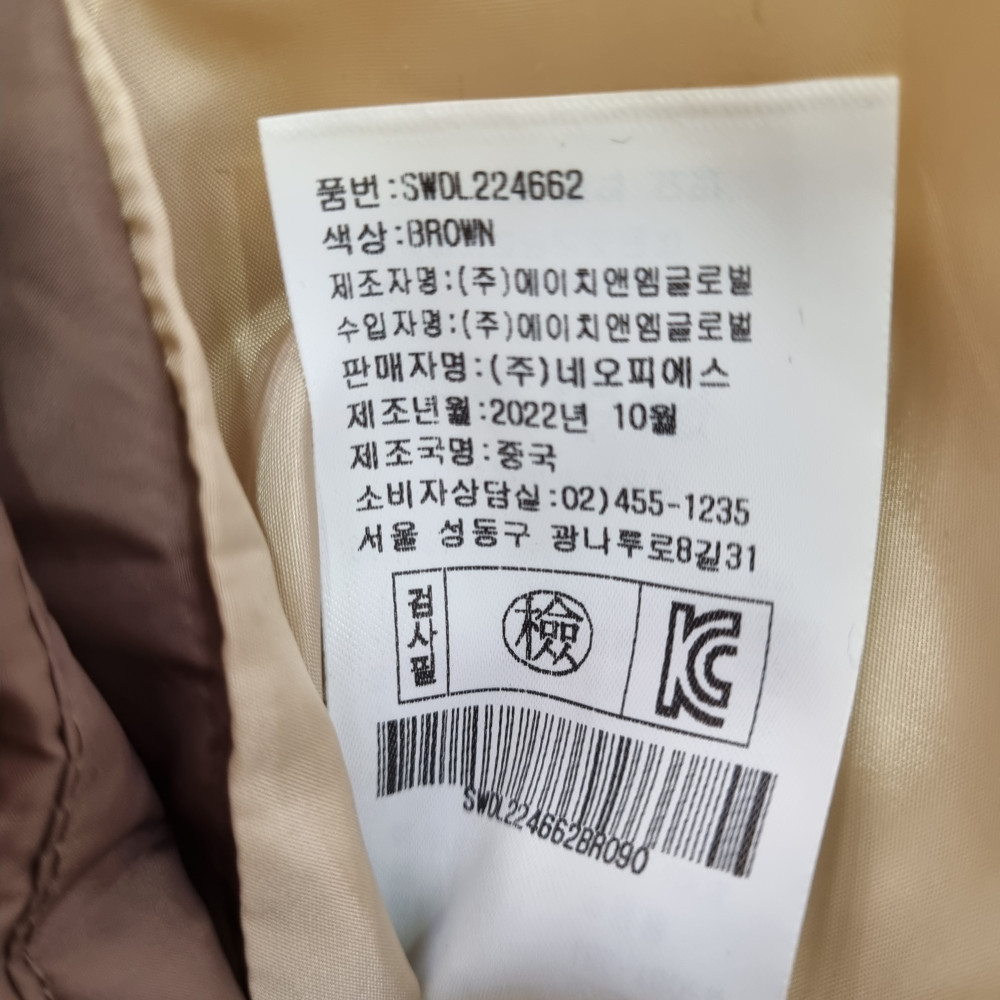 품번:SWDL224662
색상:BROWN
제조자명:(주)에이치앤엠글로벌
수입자명:(주)에이치앤엠글로벌
판매자명:(주)네오피에스
제조년월:2022년 10월
제조국명:중국
소비자상담실:02)455-1235
서울 성동구 광나루로8길31
검사필
檢
KC
SWDL224662BR090